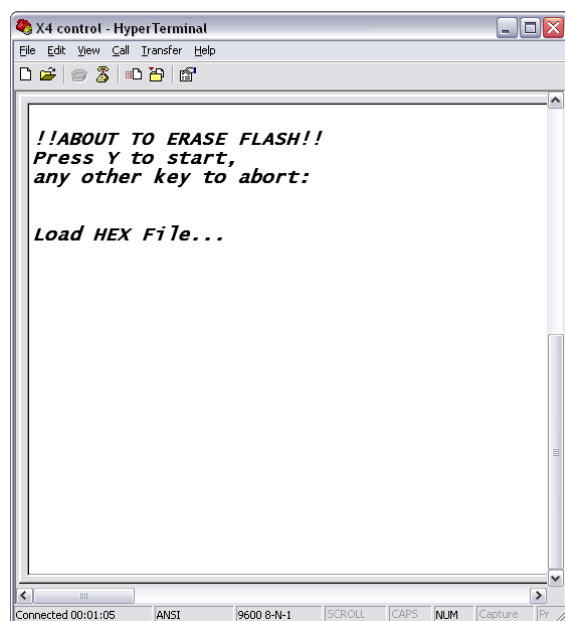 X4 control - HyperTerminal
File Edit View Call Transfer Help
!!ABOUT TO ERASE FLASH!!
Press Y to start,
any other key to abort:
Load HEX File...
Connected 00:01:05 ANSI 9600 8-N-1 SCROLL CAPS NUM Capture Pr